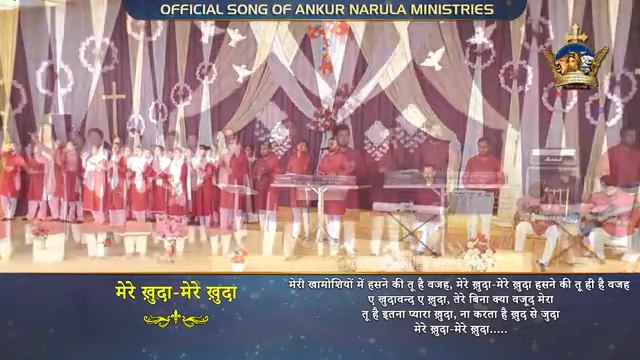 OFFICIAL SONG OF ANKUR NARULA MINISTRIES
मेरे ख़ुदा-मेरे ख़ुदा
मेरी खामोशियों में हसने की तू है वजह, मेरे ख़ुदा-मेरे ख़ुदा हसने की तू ही है वजह
ए खुदावन्द ए ख़ुदा, तेरे बिना क्या वजूद मेरा
तू है इतना प्यारा ख़ुदा, ना करता है ख़ुद से जुदा
मेरे ख़ुदा-मेरे ख़ुदा.....